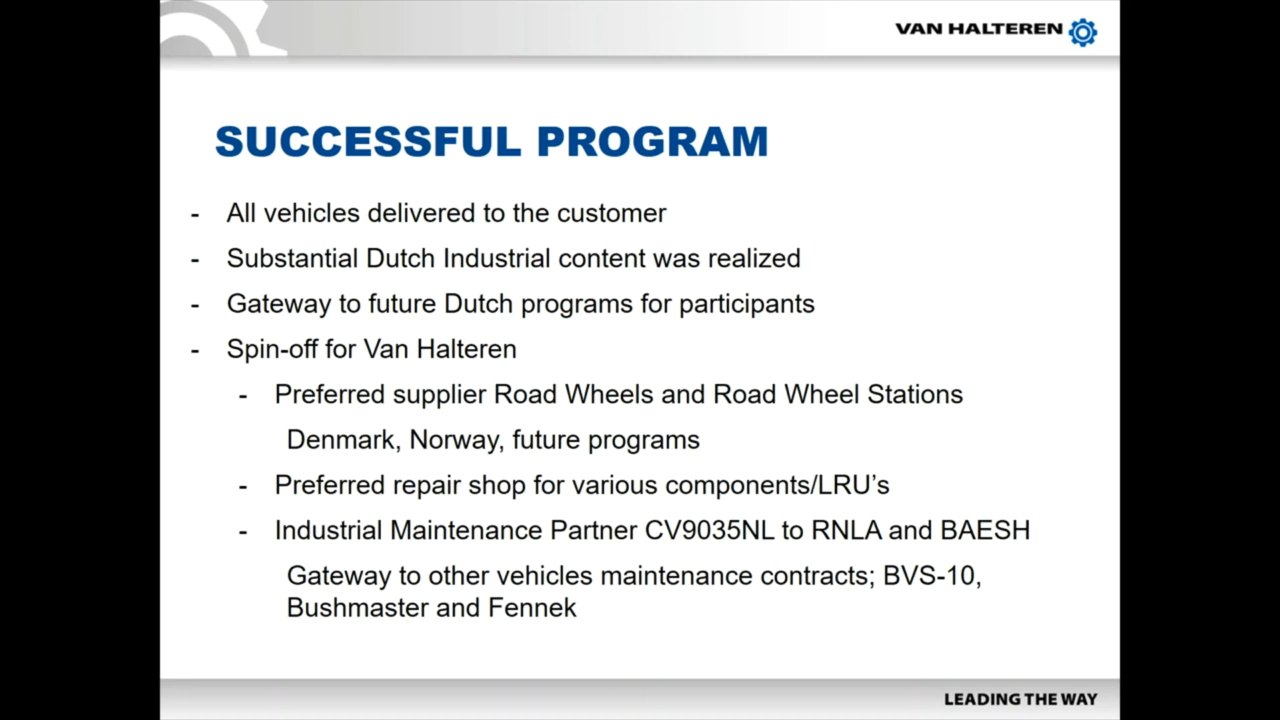 VAN HALTEREN
SUCCESSFUL PROGRAM
- All vehicles delivered to the customer
- Substantial Dutch Industrial content was realized
- Gateway to future Dutch programs for participants
- Spin-off for Van Halteren
- Preferred supplier Road Wheels and Road Wheel Stations
Denmark, Norway, future programs
- Preferred repair shop for various components/LRU’s
- Industrial Maintenance Partner CV9035NL to RNLA and BAESH
Gateway to other vehicles maintenance contracts; BVS-10,
Bushmaster and Fennek
LEADING THE WAY